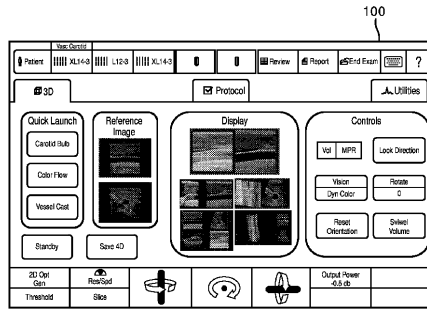 100
Vasc Carotid
Patient XL14-3 L12-3 XL14-3 Review Report End Exam ?
3D Protocol Utilities
Quick Launch Reference Image Display Controls
Carotid Bulb
Color Flow
Vessel Cast
Vol MPR Lock Direction
Vision Dyn Color Rotate 0
Reset Orientation Swivel Volume
Standby Save 4D
2D Opt Gen Res/Spd Output Power -0.8 db
Threshold Slice